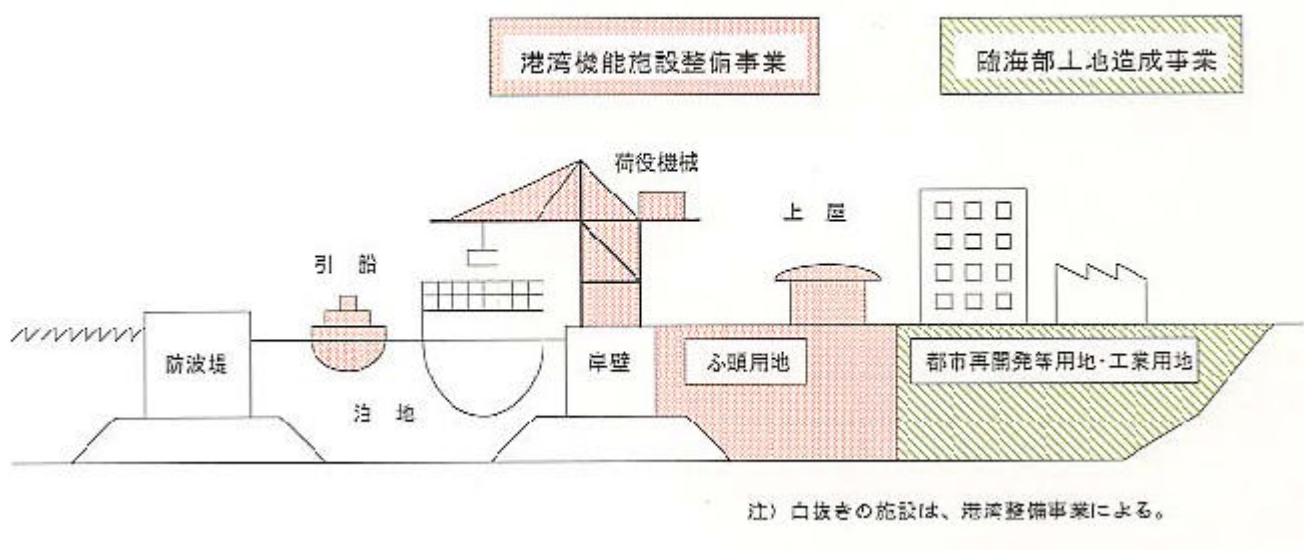 港湾機能施設整備事業
臨海部土地造成事業
荷役機械
上屋
引船
防波堤
岸壁
ふ頭用地
都市再開発等用地・工業用地
泊地
注）白抜きの施設は、港湾整備事業による。